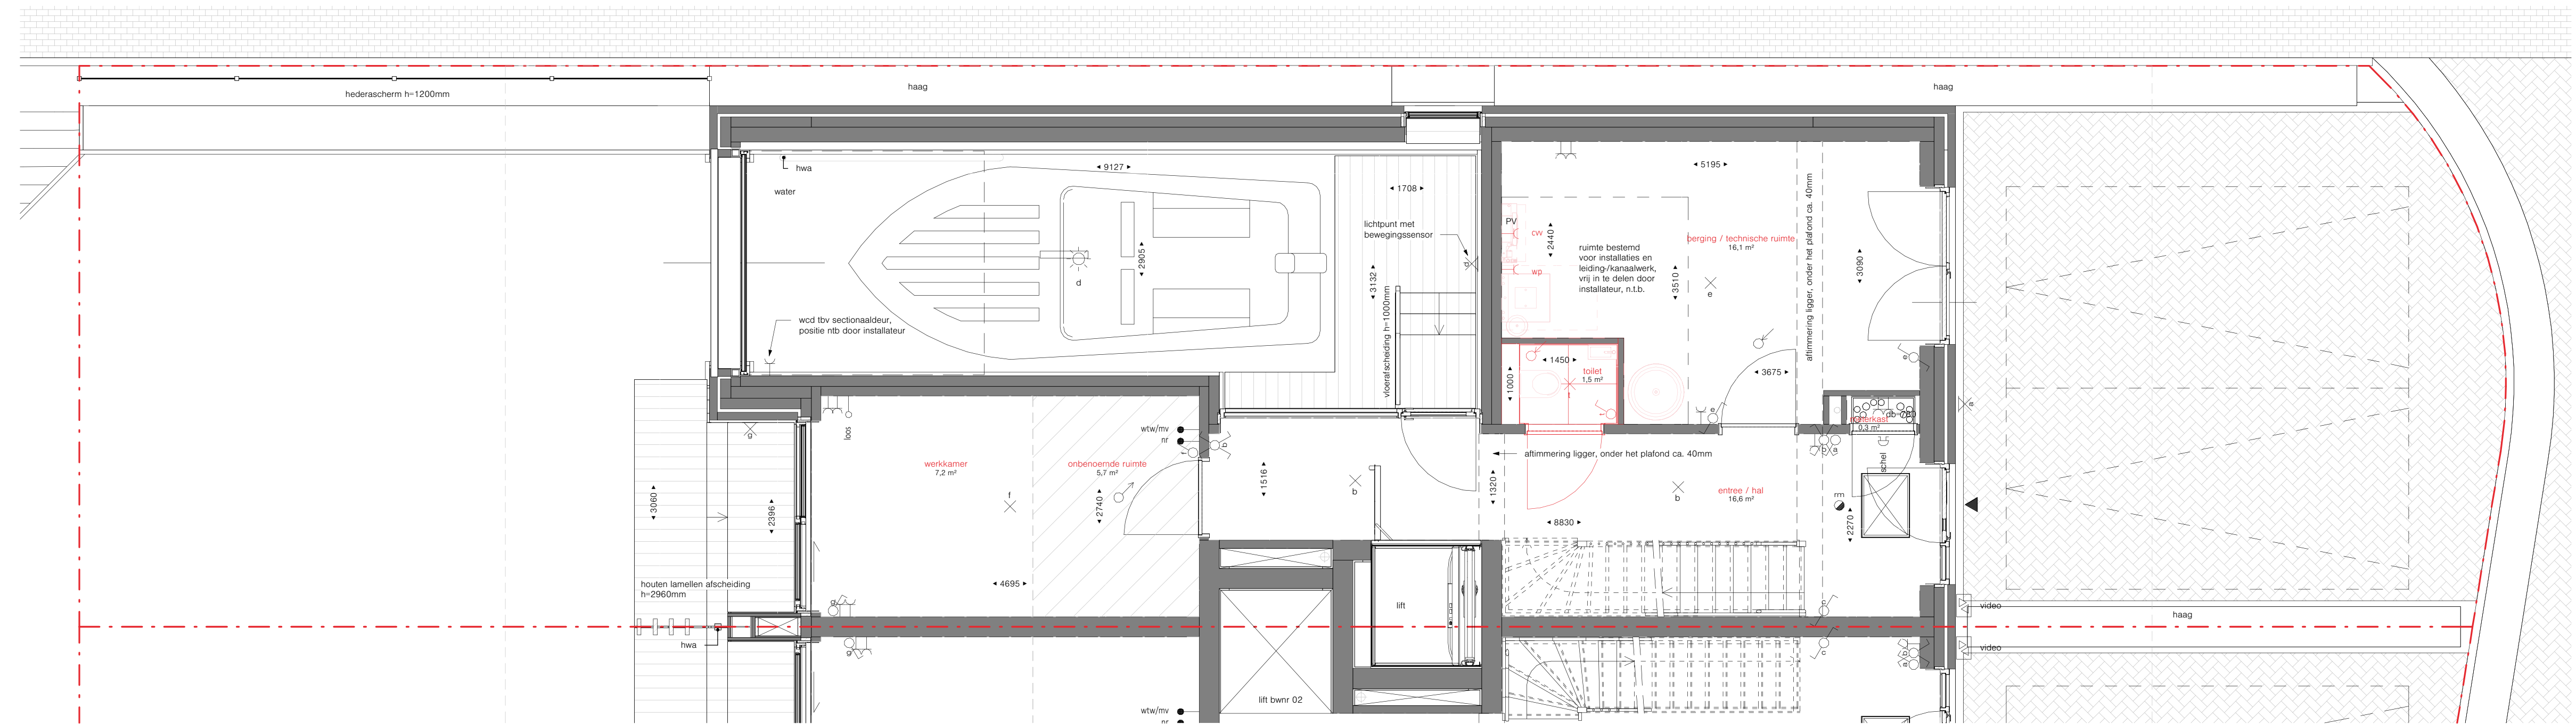 hederascherm h=1200mm
haag
haag
hwa
water
9127
1708
2905
d
lichtpunt met
bewegingssensor
d
3132
vloerafscheiding h=1000mm
wcd tbv sectionaaldeur,
positie ntb door installateur
PV
cvv
wp
2440
ruimte bestemd
voor installaties en
leiding-/kanaalwerk,
vrij in te delen door
installateur, n.t.b.
5195
berging / technische ruimte
16,1 m²
3510
e
aftimmering ligger, onder het plafond ca. 40mm
3090
e
1450
1000
toilet
1,5 m²
3675
e
a
meterkast
0,3 m²
g
loos
wtw/mv
nr
b
werkkamer
7,2 m²
onbenoemde ruimte
5,7 m²
f
3060
2396
2740
4695
1516
b
1320
aftimmering ligger, onder het plafond ca. 40mm
b
entree / hal
16,6 m²
b
a
schel
rm
2270
8830
houten lamellen afscheiding
h=2960mm
g
lift
c
video
haag
hwa
g
c
video
b
a
lift bwnr 02
wtw/mv
nr